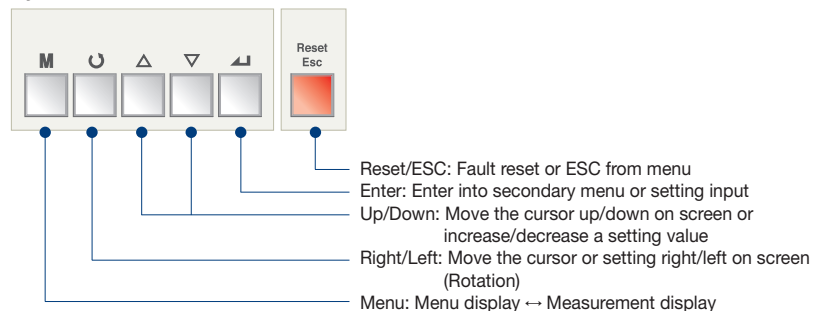 M
Reset
Esc
Reset/ESC: Fault reset or ESC from menu
Enter: Enter into secondary menu or setting input
Up/Down: Move the cursor up/down on screen or
increase/decrease a setting value
Right/Left: Move the cursor or setting right/left on screen
(Rotation)
Menu: Menu display ↔ Measurement display